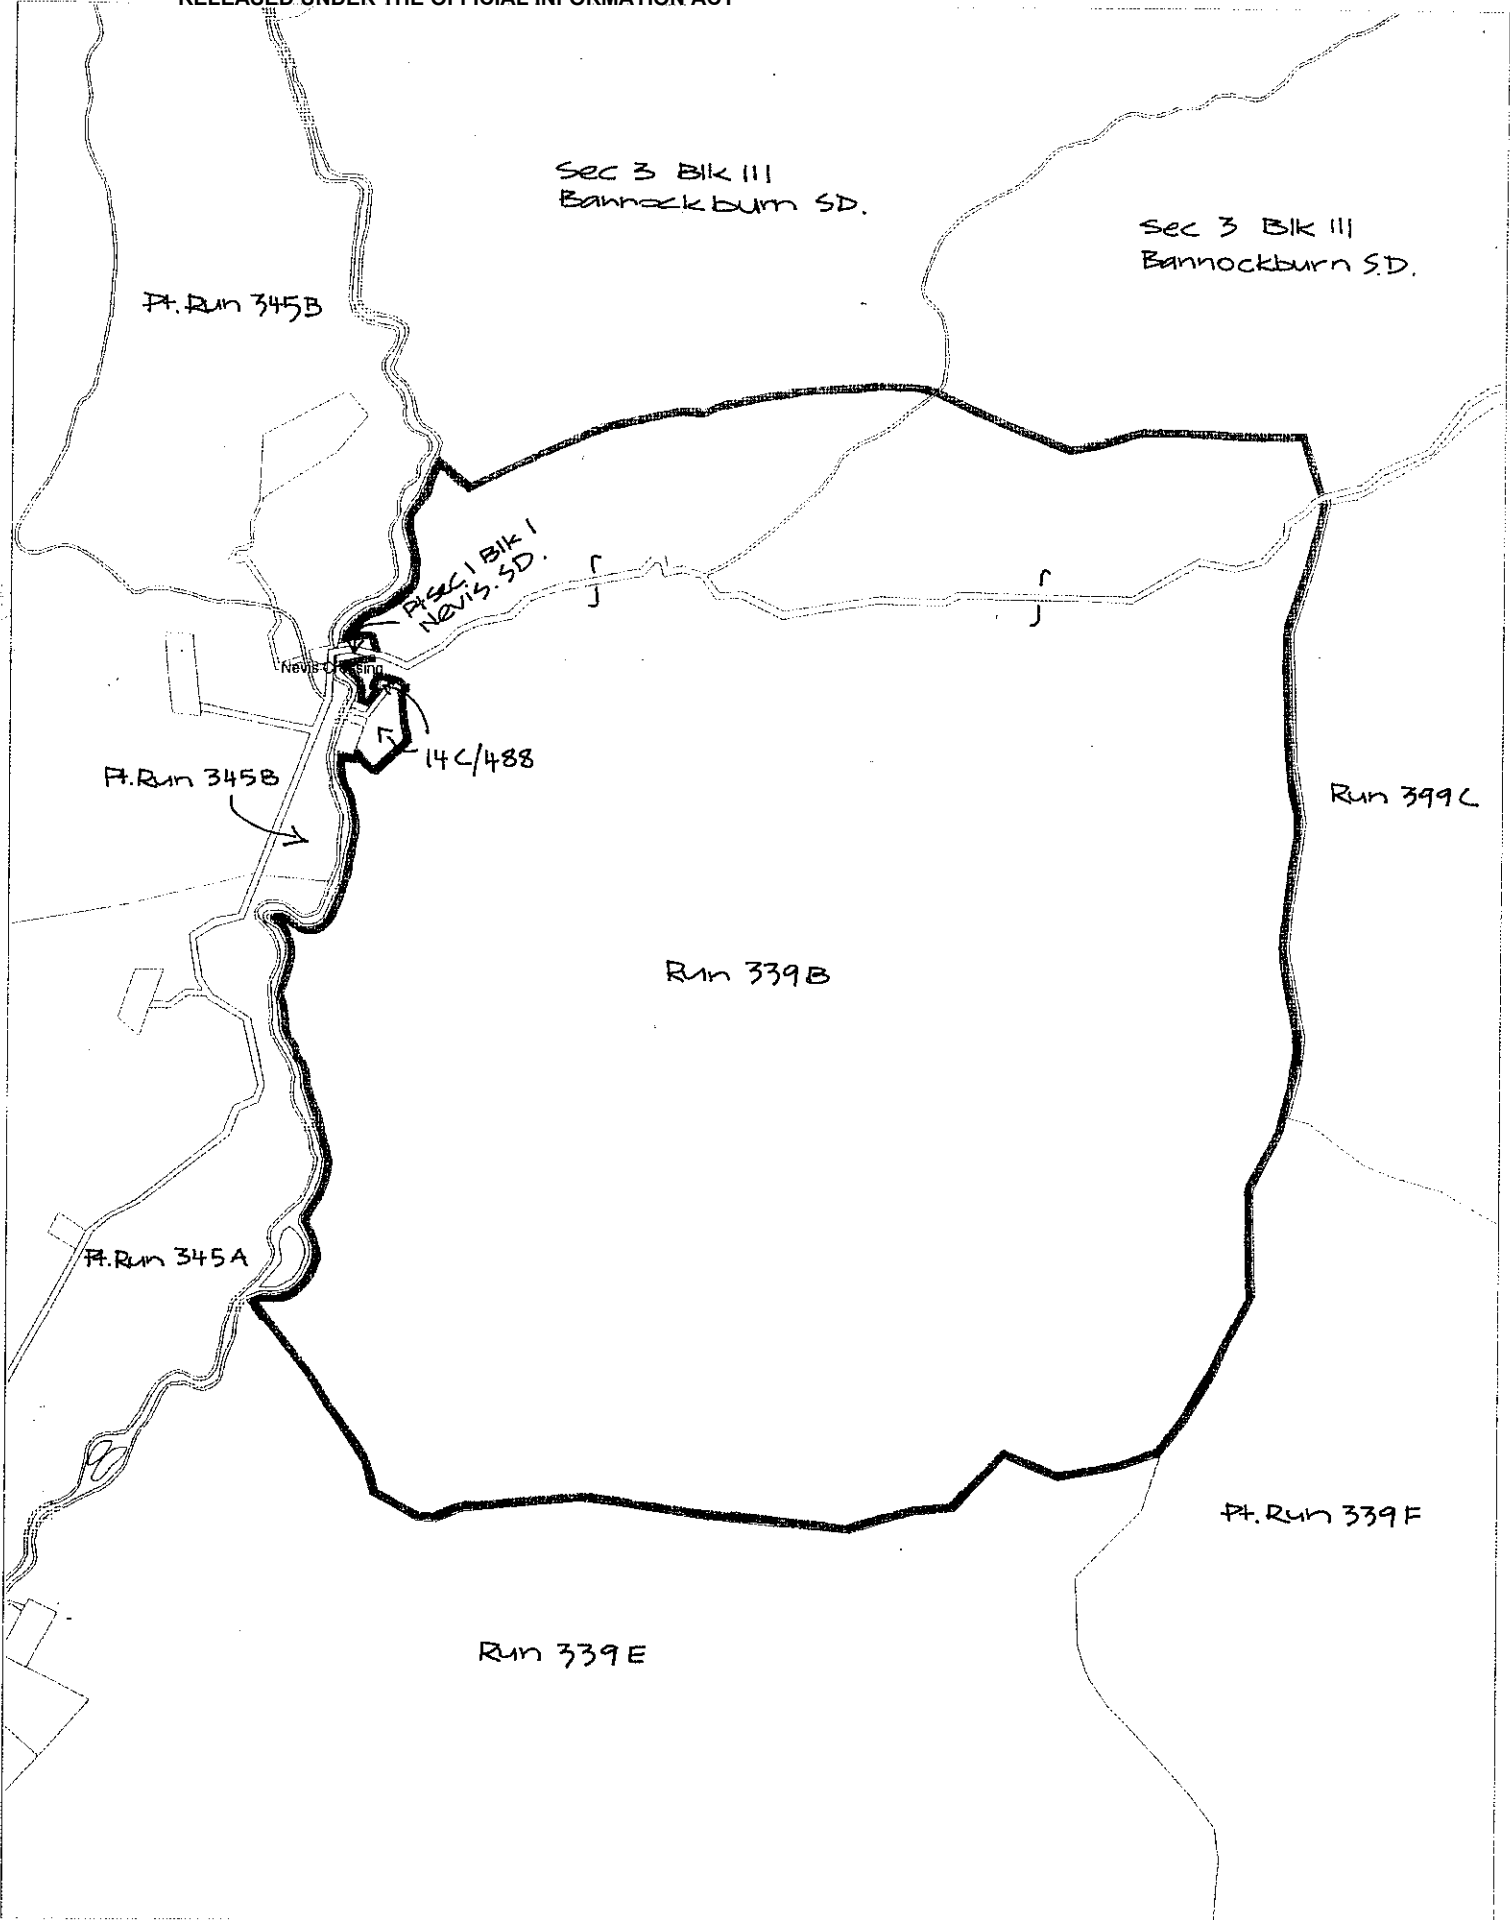 RELEASED UNDER THE OFFICIAL INFORMATION ACT
Sec 3 Blk III
Bannockburn SD.
Sec 3 Blk III
Bannockburn S.D.
Pt. Run 345B
Pt Sec 1 Blk 1
Nevis. SD.
Nevis Crossing
14C/488
Pt. Run 345B
Run 399C
Run 339B
Pt. Run 345A
Pt. Run 339F
Run 339E